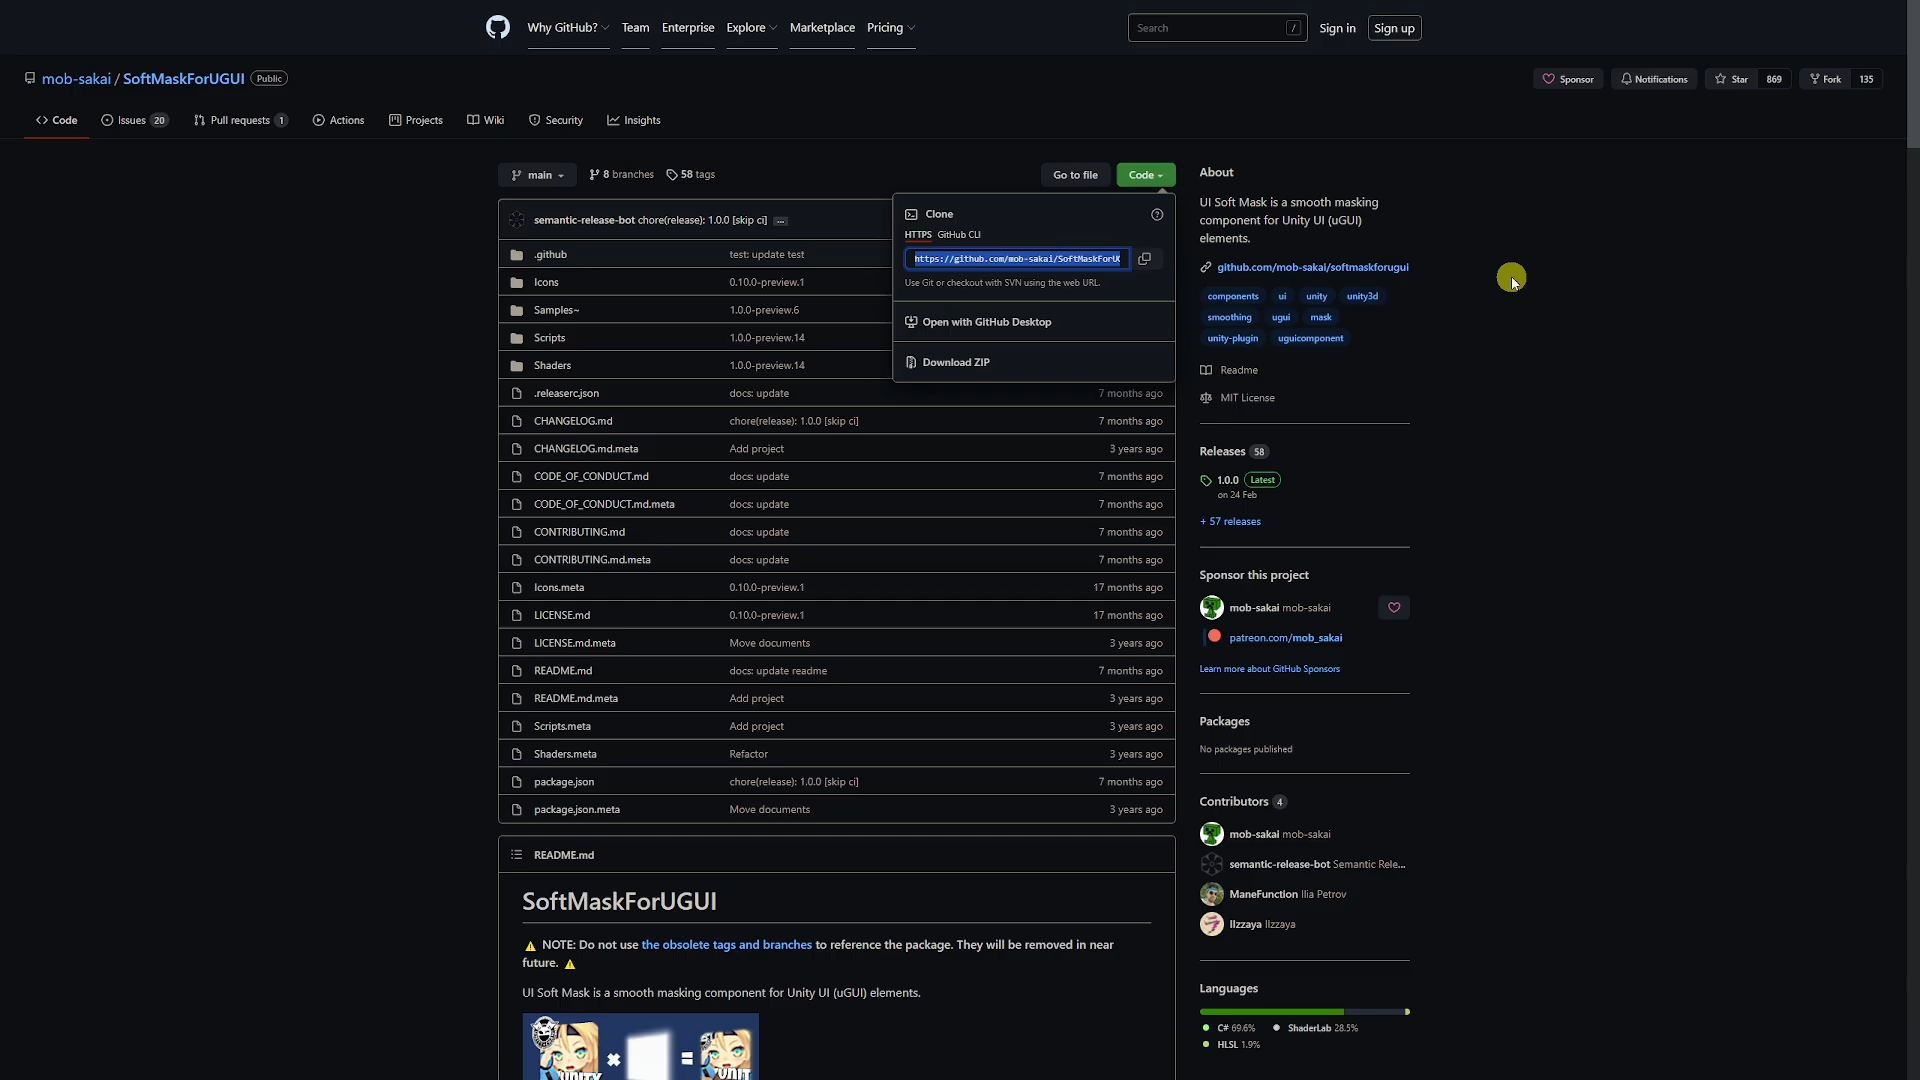 Why GitHub? Team Enterprise Explore Marketplace Pricing Search / Sign in Sign up
mob-sakai / SoftMaskForUGUI Public Sponsor Notifications Star 869 Fork 135
Code Issues 20 Pull requests 1 Actions Projects Wiki Security Insights
main 8 branches 58 tags Go to file Code
semantic-release-bot chore(release): 1.0.0 [skip ci] ...
.github test: update test
Icons 0.10.0-preview.1
Samples~ 1.0.0-preview.6
Scripts 1.0.0-preview.14
Shaders 1.0.0-preview.14
.releaserc.json docs: update 7 months ago
CHANGELOG.md chore(release): 1.0.0 [skip ci] 7 months ago
CHANGELOG.md.meta Add project 3 years ago
CODE_OF_CONDUCT.md docs: update 7 months ago
CODE_OF_CONDUCT.md.meta docs: update 7 months ago
CONTRIBUTING.md docs: update 7 months ago
CONTRIBUTING.md.meta docs: update 7 months ago
Icons.meta 0.10.0-preview.1 17 months ago
LICENSE.md 0.10.0-preview.1 17 months ago
LICENSE.md.meta Move documents 3 years ago
README.md docs: update readme 7 months ago
README.md.meta Add project 3 years ago
Scripts.meta Add project 3 years ago
Shaders.meta Refactor 3 years ago
package.json chore(release): 1.0.0 [skip ci] 7 months ago
package.json.meta Move documents 3 years ago
Clone
HTTPS GitHub CLI
https://github.com/mob-sakai/SoftMaskForU
Use Git or checkout with SVN using the web URL.
Open with GitHub Desktop
Download ZIP
README.md
SoftMaskForUGUI
NOTE: Do not use the obsolete tags and branches to reference the package. They will be removed in near
future.
UI Soft Mask is a smooth masking component for Unity UI (uGUI) elements.
UNITY = UNIT
About
UI Soft Mask is a smooth masking
component for Unity UI (uGUI)
elements.
github.com/mob-sakai/softmaskforugui
components ui unity unity3d
smoothing ugui mask
unity-plugin uguicomponent
Readme
MIT License
Releases 58
1.0.0 Latest
on 24 Feb
+ 57 releases
Sponsor this project
mob-sakai mob-sakai
patreon.com/mob_sakai
Learn more about GitHub Sponsors
Packages
No packages published
Contributors 4
mob-sakai mob-sakai
semantic-release-bot Semantic Rele...
ManeFunction Ilia Petrov
IIzzaya IIzzaya
Languages
C# 69.6% ShaderLab 28.5%
HLSL 1.9%